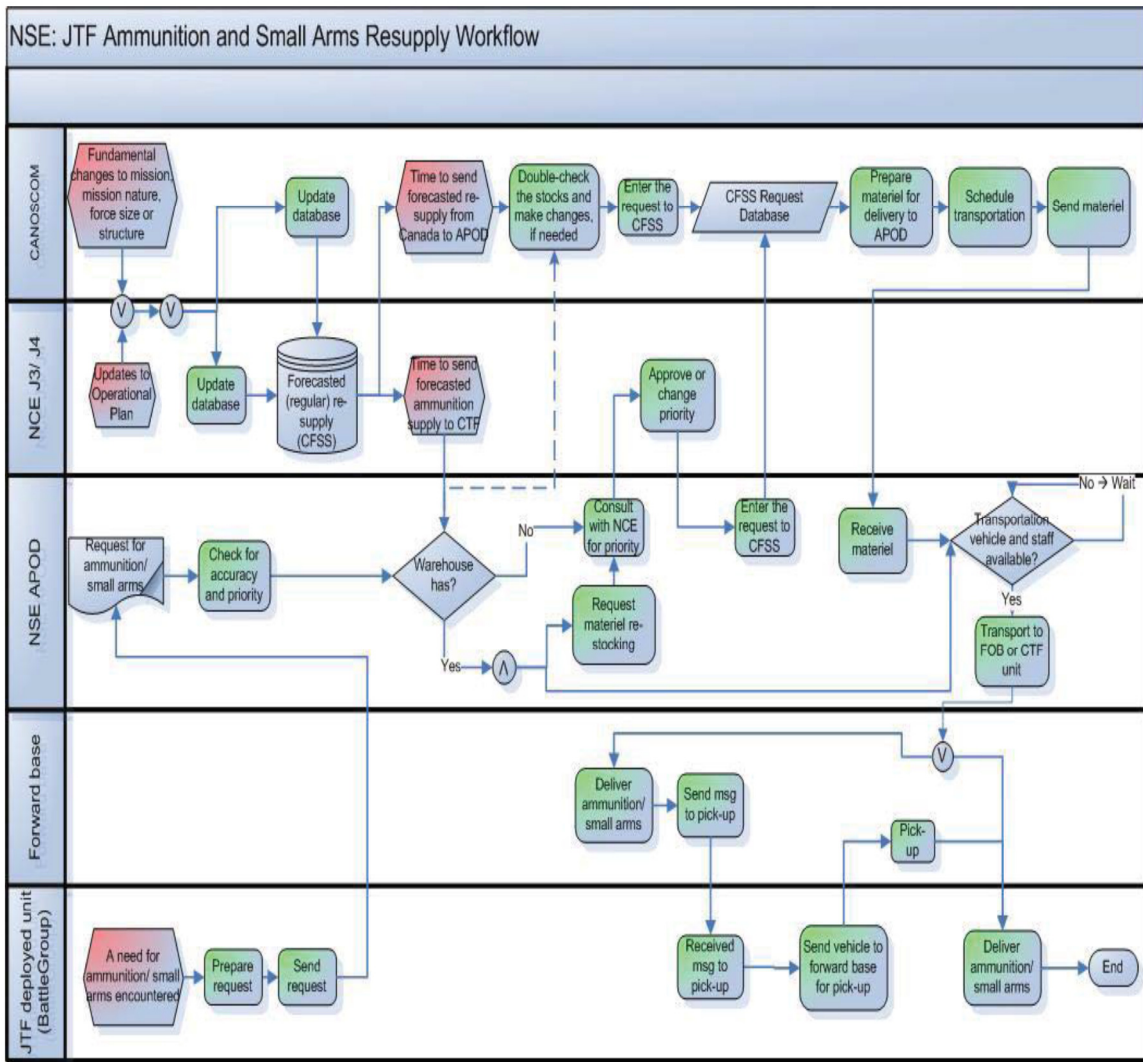 NSE: JTF Ammunition and Small Arms Resupply Workflow
CANOSCOM
Fundamental
changes to mission,
mission nature,
force size or
structure
Update
database
Time to send
forecasted re-
supply from
Canada to APOD
Double-check
the stocks and
make changes,
if needed
Enter the
request to
CFSS
CFSS Request
Database
Prepare
materiel for
delivery to
APOD
Schedule
transportation
Send materiel
NCE J3/ J4
V
V
Updates to
Operational
Plan
Update
database
Forecasted
(regular) re-
supply
(CFSS)
Time to send
forecasted
ammunition
supply to CTF
Approve or
change
priority
NSE APOD
Request for
ammunition/
small arms
Check for
accuracy
and priority
Warehouse
has?
No
Yes
Λ
Consult
with NCE
for priority
Request
materiel re-
stocking
Enter the
request to
CFSS
Receive
materiel
Transportation
vehicle and staff
available?
No → Wait
Yes
Transport to
FOB or CTF
unit
Forward base
V
Deliver
ammunition/
small arms
Send msg
to pick-up
Pick-
up
JTF deployed unit
(BattleGroup)
A need for
ammunition/ small
arms encountered
Prepare
request
Send
request
Received
msg to
pick-up
Send vehicle to
forward base
for pick-up
Deliver
ammunition/
small arms
End